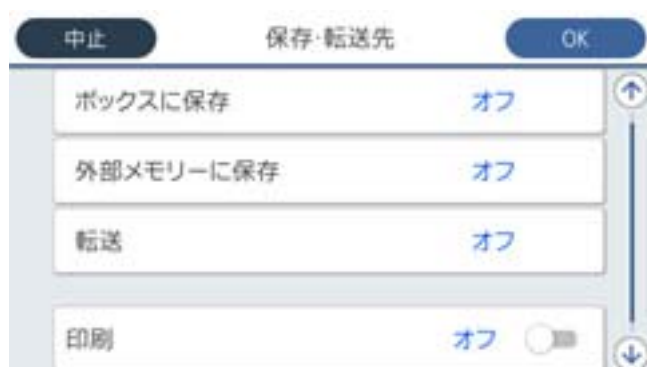 中止 保存・転送先 OK
ボックスに保存 オフ
外部メモリーに保存 オフ
転送 オフ
印刷 オフ